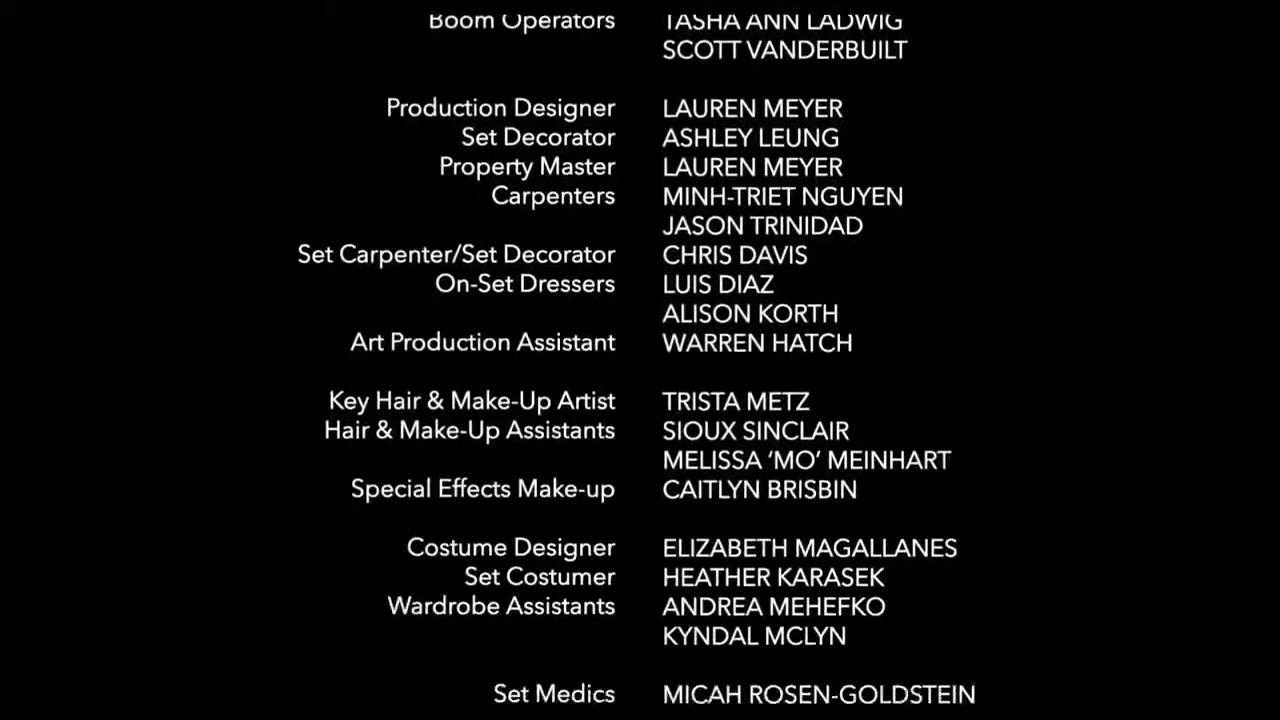 Boom Operators TASHA ANN LADWIG
SCOTT VANDERBUILT
Production Designer LAUREN MEYER
Set Decorator ASHLEY LEUNG
Property Master LAUREN MEYER
Carpenters MINH-TRIET NGUYEN
JASON TRINIDAD
Set Carpenter/Set Decorator CHRIS DAVIS
On-Set Dressers LUIS DIAZ
ALISON KORTH
Art Production Assistant WARREN HATCH
Key Hair & Make-Up Artist TRISTA METZ
Hair & Make-Up Assistants SIOUX SINCLAIR
MELISSA ‘MO’ MEINHART
Special Effects Make-up CAITLYN BRISBIN
Costume Designer ELIZABETH MAGALLANES
Set Costumer HEATHER KARASEK
Wardrobe Assistants ANDREA MEHEFKO
KYNDAL MCLYN
Set Medics MICAH ROSEN-GOLDSTEIN